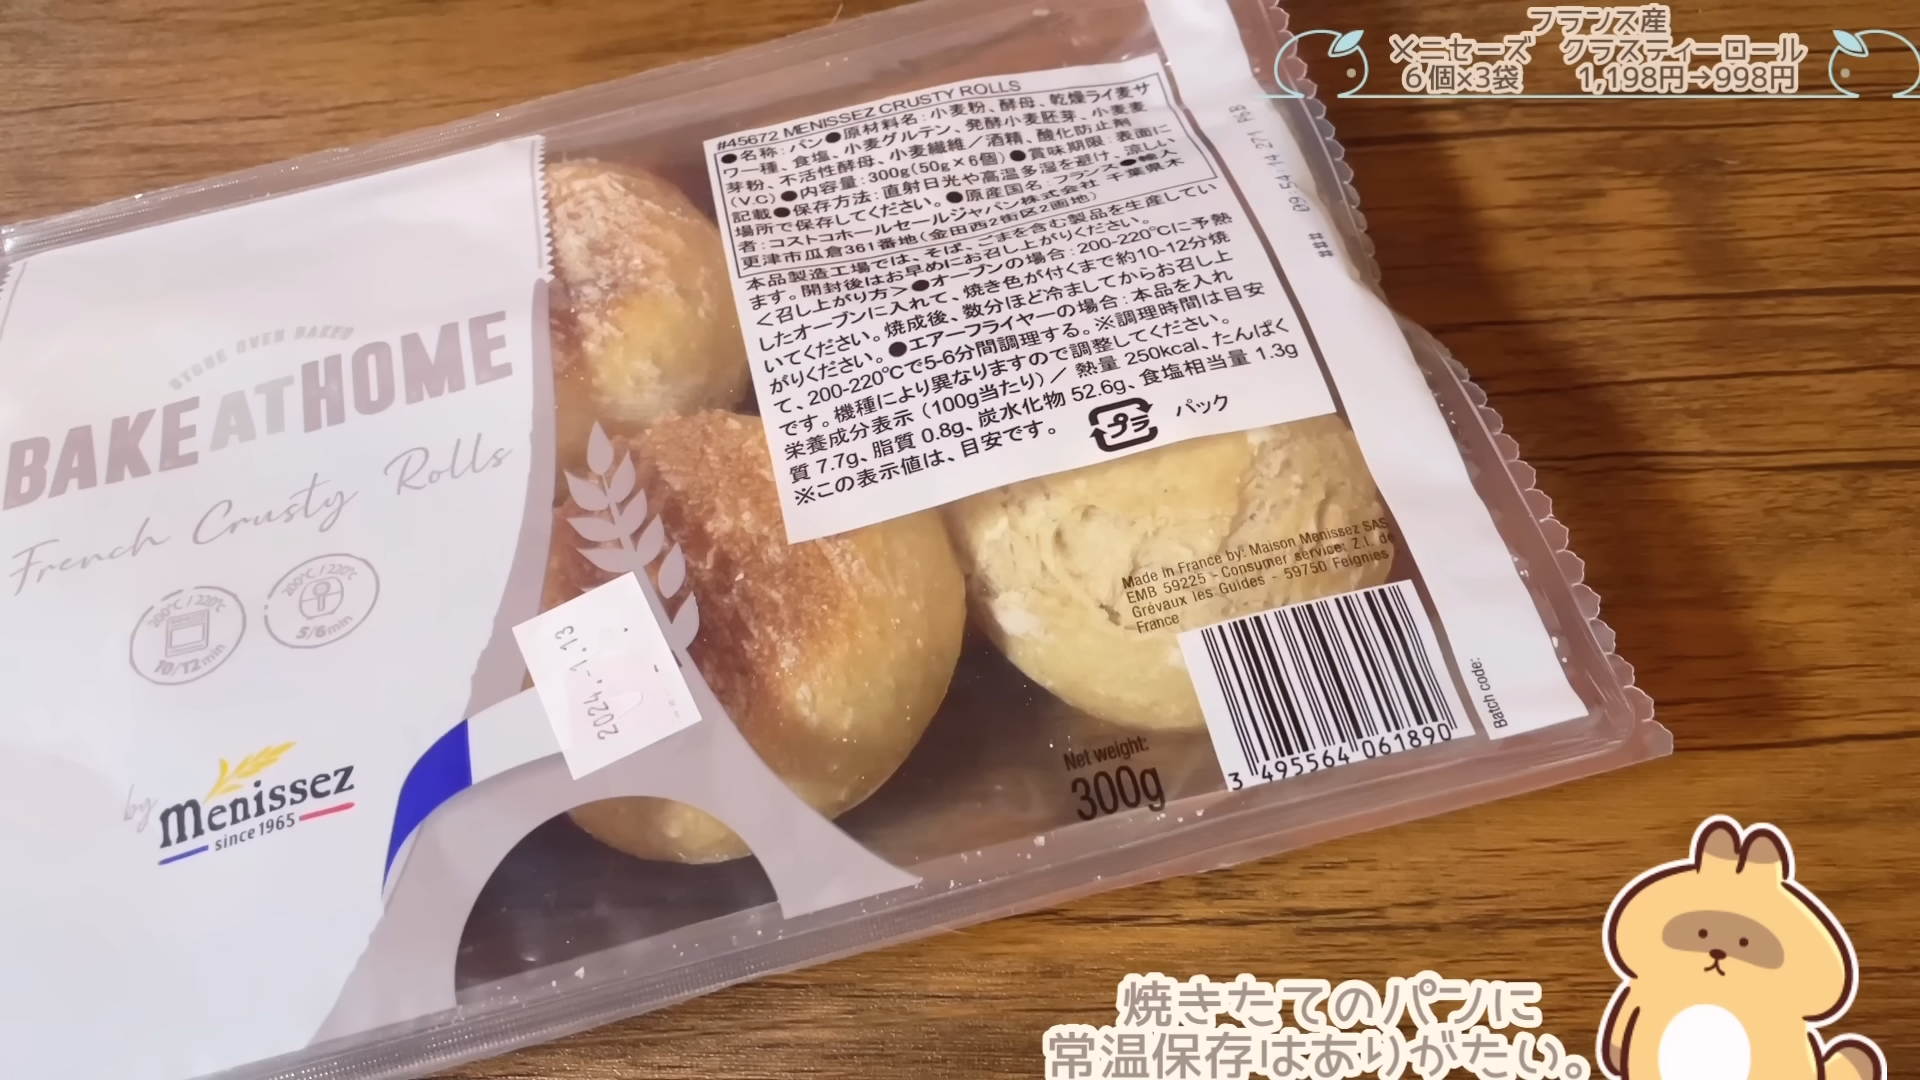 フランス産
メニセーズ　クラスティーロール
6個×3袋　1,198円→998円
#45672 MENISSEZ CRUSTY ROLLS
●名称:パン●原材料名:小麦粉、酵母、乾燥ライ麦サ
ワー種、食塩、小麦グルテン、発酵小麦胚芽、小麦麦
芽粉、不活性酵母、小麦繊維/酒精、酸化防止剤
(V.C)●内容量:300g(50g×6個)●賞味期限:表面に
記載●保存方法:直射日光や高温多湿を避け、涼しい
場所で保存してください。●原産国名:フランス●輸入
者:コストコホールセールジャパン株式会社 千葉県木
更津市瓜倉361番地(金田西2街区2画地)
本品製造工場では、そば、ごまを含む製品を生産してい
ます。開封後はお早めにお召し上がりください。
<召し上がり方>●オーブンの場合:200-220℃に予熱
したオーブンに入れて、焼き色が付くまで約10-12分焼
いてください。焼成後、数分ほど冷ましてからお召し上
がりください。●エアーフライヤーの場合:本品を入れ
て、200-220℃で5-6分間調理する。※調理時間は目安
です。機種により異なりますので調整してください。
栄養成分表示(100g当たり)/ 熱量 250kcal、たんぱく
質 7.7g、脂質 0.8g、炭水化物 52.6g、食塩相当量 1.3g
※この表示値は、目安です。
プラ
パック
STONE OVEN BAKED
BAKE AT HOME
French Crusty Rolls
200°C / 220°C
10/12min
200°C / 220°C
5/6min
by Menissez
since 1965
2024.-1.13
Made in France by: Maison Menissez SAS
EMB 59225 - Consumer service: Z.I. de
Grévaux les Guides - 59750 Feignies
France
Net weight:
300g
3 495564 061890
Batch code:
焼きたてのパンに
常温保存はありがたい。